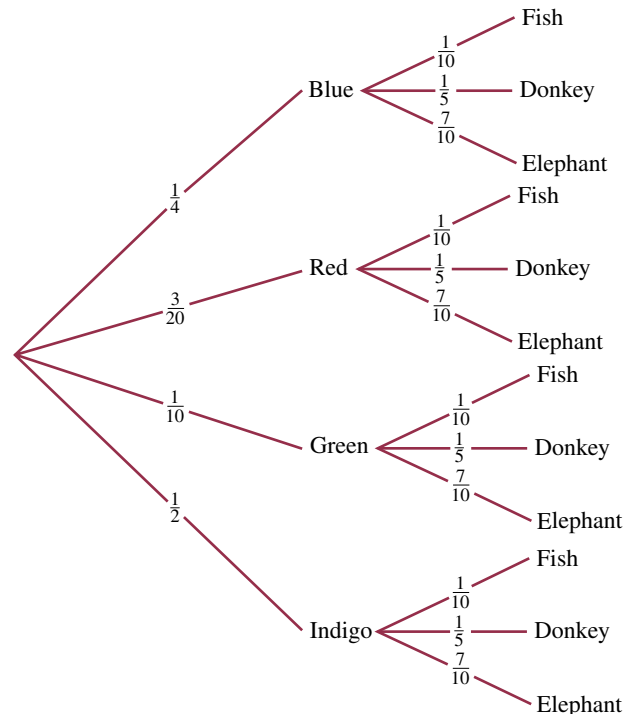 Fish
1/10
Blue
1/5
Donkey
7/10
Elephant
1/4
Fish
1/10
Red
1/5
Donkey
3/20
7/10
Elephant
Fish
1/10
1/10
Green
1/5
Donkey
7/10
1/2
Elephant
Fish
1/10
Indigo
1/5
Donkey
7/10
Elephant